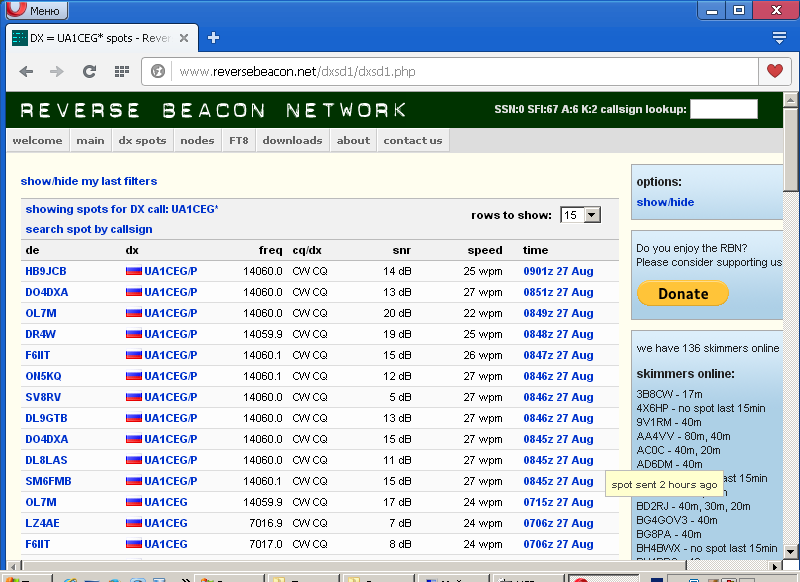 Меню
DX = UA1CEG* spots - Rever
www.reversebeacon.net/dxsd1/dxsd1.php
REVERSE BEACON NETWORK
SSN:0 SFI:67 A:6 K:2 callsign lookup:
welcome main dx spots nodes FT8 downloads about contact us
show/hide my last filters
showing spots for DX call: UA1CEG*
rows to show: 15
search spot by callsign
de dx freq cq/dx snr speed time
HB9JCB UA1CEG/P 14060.0 CW CQ 14 dB 25 wpm 0901z 27 Aug
DO4DXA UA1CEG/P 14060.0 CW CQ 13 dB 27 wpm 0851z 27 Aug
OL7M UA1CEG/P 14060.0 CW CQ 20 dB 22 wpm 0849z 27 Aug
DR4W UA1CEG/P 14059.9 CW CQ 19 dB 25 wpm 0848z 27 Aug
F6IIT UA1CEG/P 14060.1 CW CQ 15 dB 26 wpm 0847z 27 Aug
ON5KQ UA1CEG/P 14060.1 CW CQ 12 dB 27 wpm 0846z 27 Aug
SV8RV UA1CEG/P 14060.0 CW CQ 5 dB 27 wpm 0846z 27 Aug
DL9GTB UA1CEG/P 14060.0 CW CQ 13 dB 27 wpm 0846z 27 Aug
DO4DXA UA1CEG/P 14060.0 CW CQ 15 dB 27 wpm 0845z 27 Aug
DL8LAS UA1CEG/P 14060.0 CW CQ 11 dB 27 wpm 0845z 27 Aug
SM6FMB UA1CEG/P 14060.1 CW CQ 15 dB 27 wpm 0845z 27 Aug
OL7M UA1CEG 14059.9 CW CQ 17 dB 24 wpm 0715z 27 Aug
LZ4AE UA1CEG 7016.9 CW CQ 7 dB 24 wpm 0706z 27 Aug
F6IIT UA1CEG 7017.0 CW CQ 8 dB 24 wpm 0706z 27 Aug
options:
show/hide
Do you enjoy the RBN?
Please consider supporting us
Donate
we have 136 skimmers online
skimmers online:
3B8CW - 17m
4X6HP - no spot last 15min
9V1RM - 40m
AA4VV - 80m, 40m
AC0C - 40m, 20m
AD6DM - 40m
last 15min
spot sent 2 hours ago
40m
BD2RJ - 40m, 30m, 20m
BG4GOV3 - 40m
BG8PA - 40m
BH4BWX - no spot last 15min